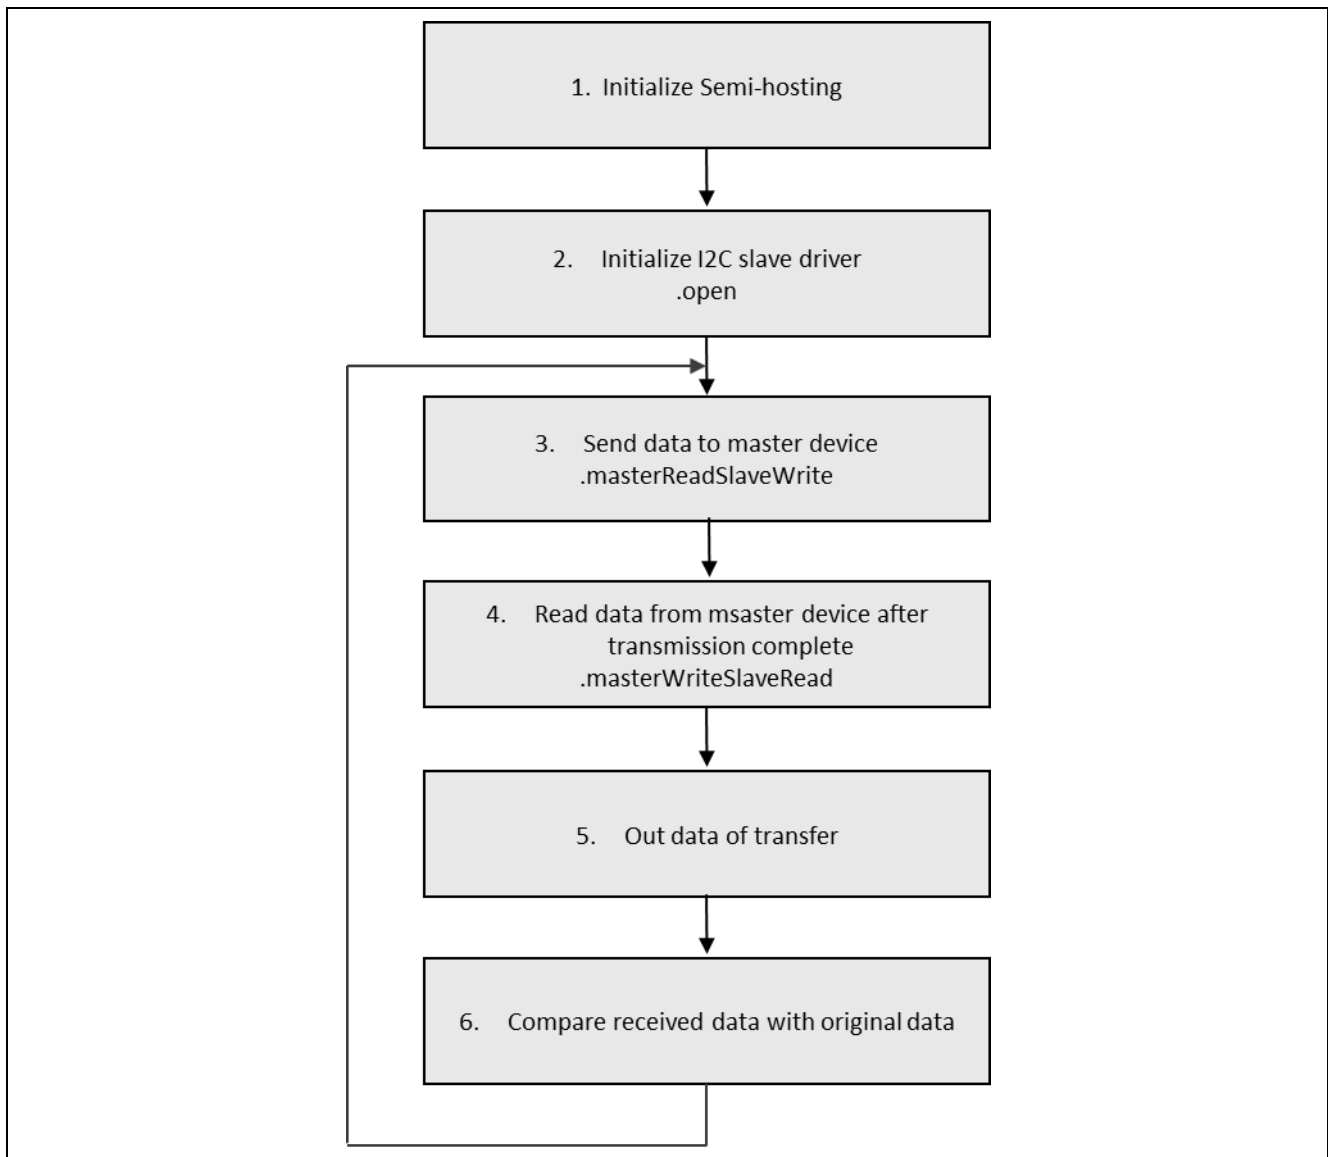 1. Initialize Semi-hosting
2. Initialize I2C slave driver
.open
3. Send data to master device
.masterReadSlaveWrite
4. Read data from msaster device after
transmission complete
.masterWriteSlaveRead
5. Out data of transfer
6. Compare received data with original data